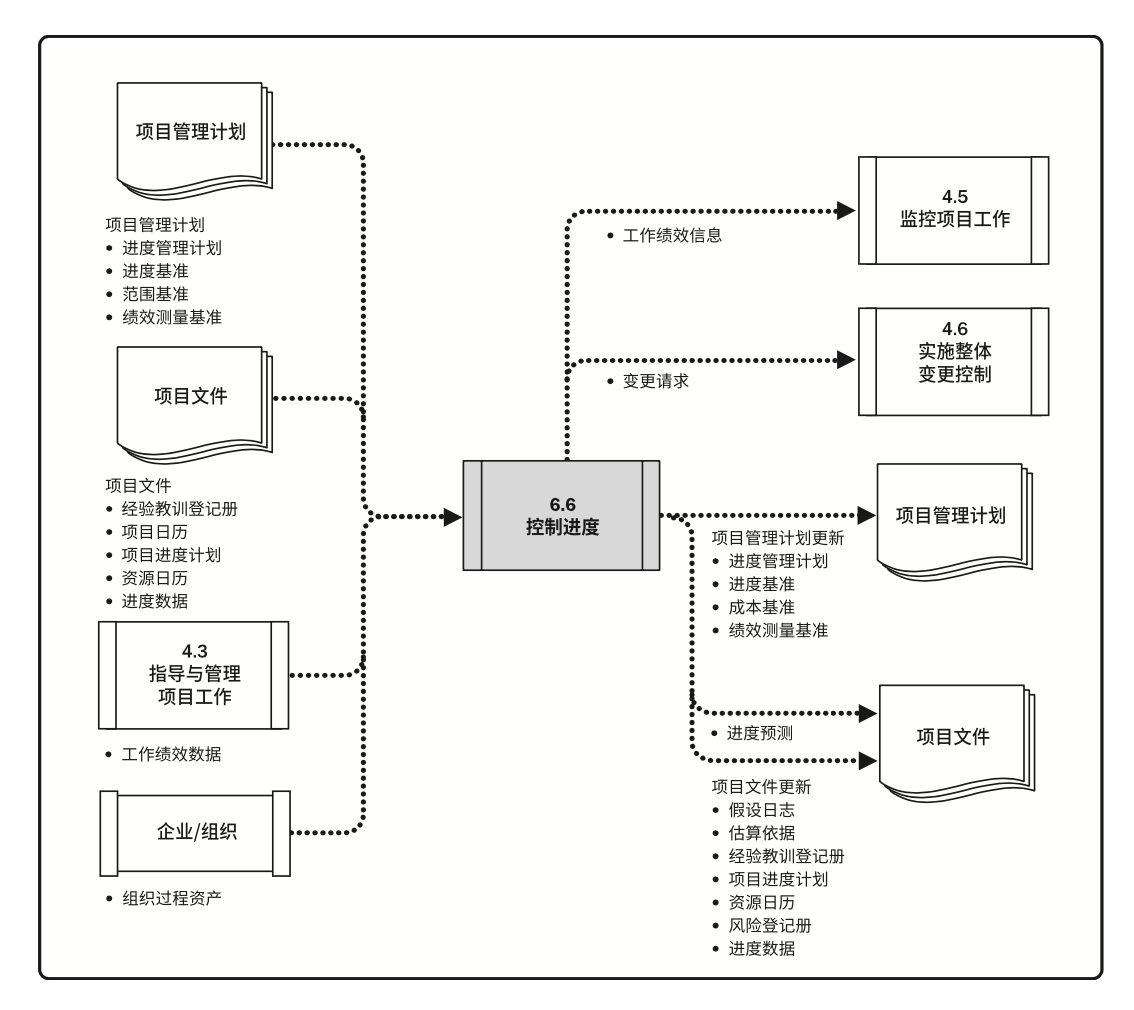 项目管理计划
项目管理计划
• 进度管理计划
• 进度基准
• 范围基准
• 绩效测量基准
项目文件
项目文件
• 经验教训登记册
• 项目日历
• 项目进度计划
• 资源日历
• 进度数据
4.3
指导与管理
项目工作
• 工作绩效数据
企业/组织
• 组织过程资产
6.6
控制进度
4.5
监控项目工作
• 工作绩效信息
4.6
实施整体
变更控制
• 变更请求
项目管理计划
项目管理计划更新
• 进度管理计划
• 进度基准
• 成本基准
• 绩效测量基准
项目文件
• 进度预测
项目文件更新
• 假设日志
• 估算依据
• 经验教训登记册
• 项目进度计划
• 资源日历
• 风险登记册
• 进度数据